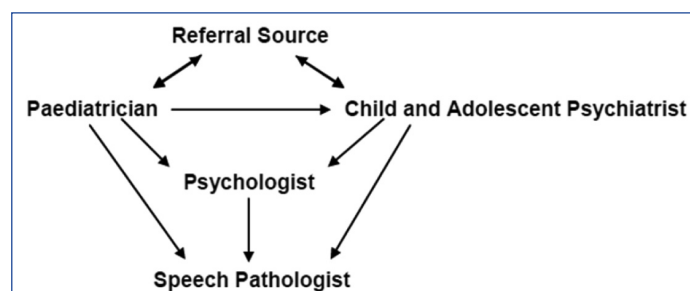 Referral Source
Paediatrician
Child and Adolescent Psychiatrist
Psychologist
Speech Pathologist